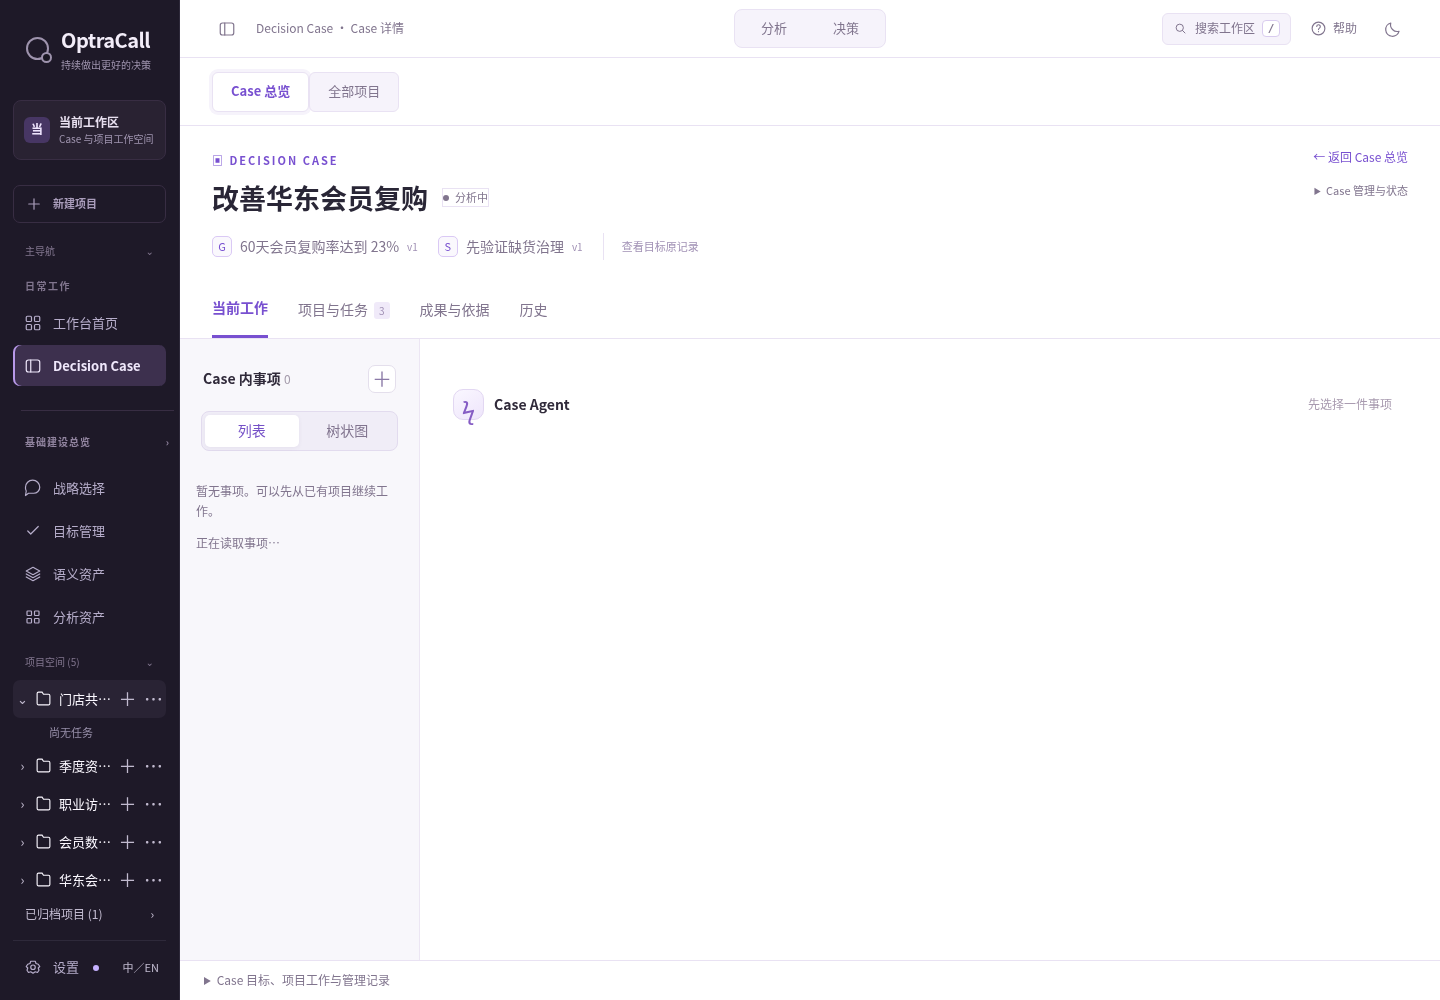 OptraCall
持续做出更好的决策
当
当前工作区
Case 与项目工作空间
新建项目
主导航
日常工作
工作台首页
Decision Case
基础建设总览
战略选择
目标管理
语义资产
分析资产
项目空间 (5)
门店共…
尚无任务
季度资…
职业访…
会员数…
华东会…
已归档项目 (1)
设置
中／EN
Decision Case · Case 详情
分析
决策
搜索工作区 /
帮助
Case 总览
全部项目
DECISION CASE
← 返回 Case 总览
改善华东会员复购
分析中
▶ Case 管理与状态
G 60天会员复购率达到 23% v1
S 先验证缺货治理 v1
查看目标原记录
当前工作
项目与任务 3
成果与依据
历史
Case 内事项 0
列表
树状图
暂无事项。可以先从已有项目继续工
作。
正在读取事项…
Case Agent
先选择一件事项
▶ Case 目标、项目工作与管理记录